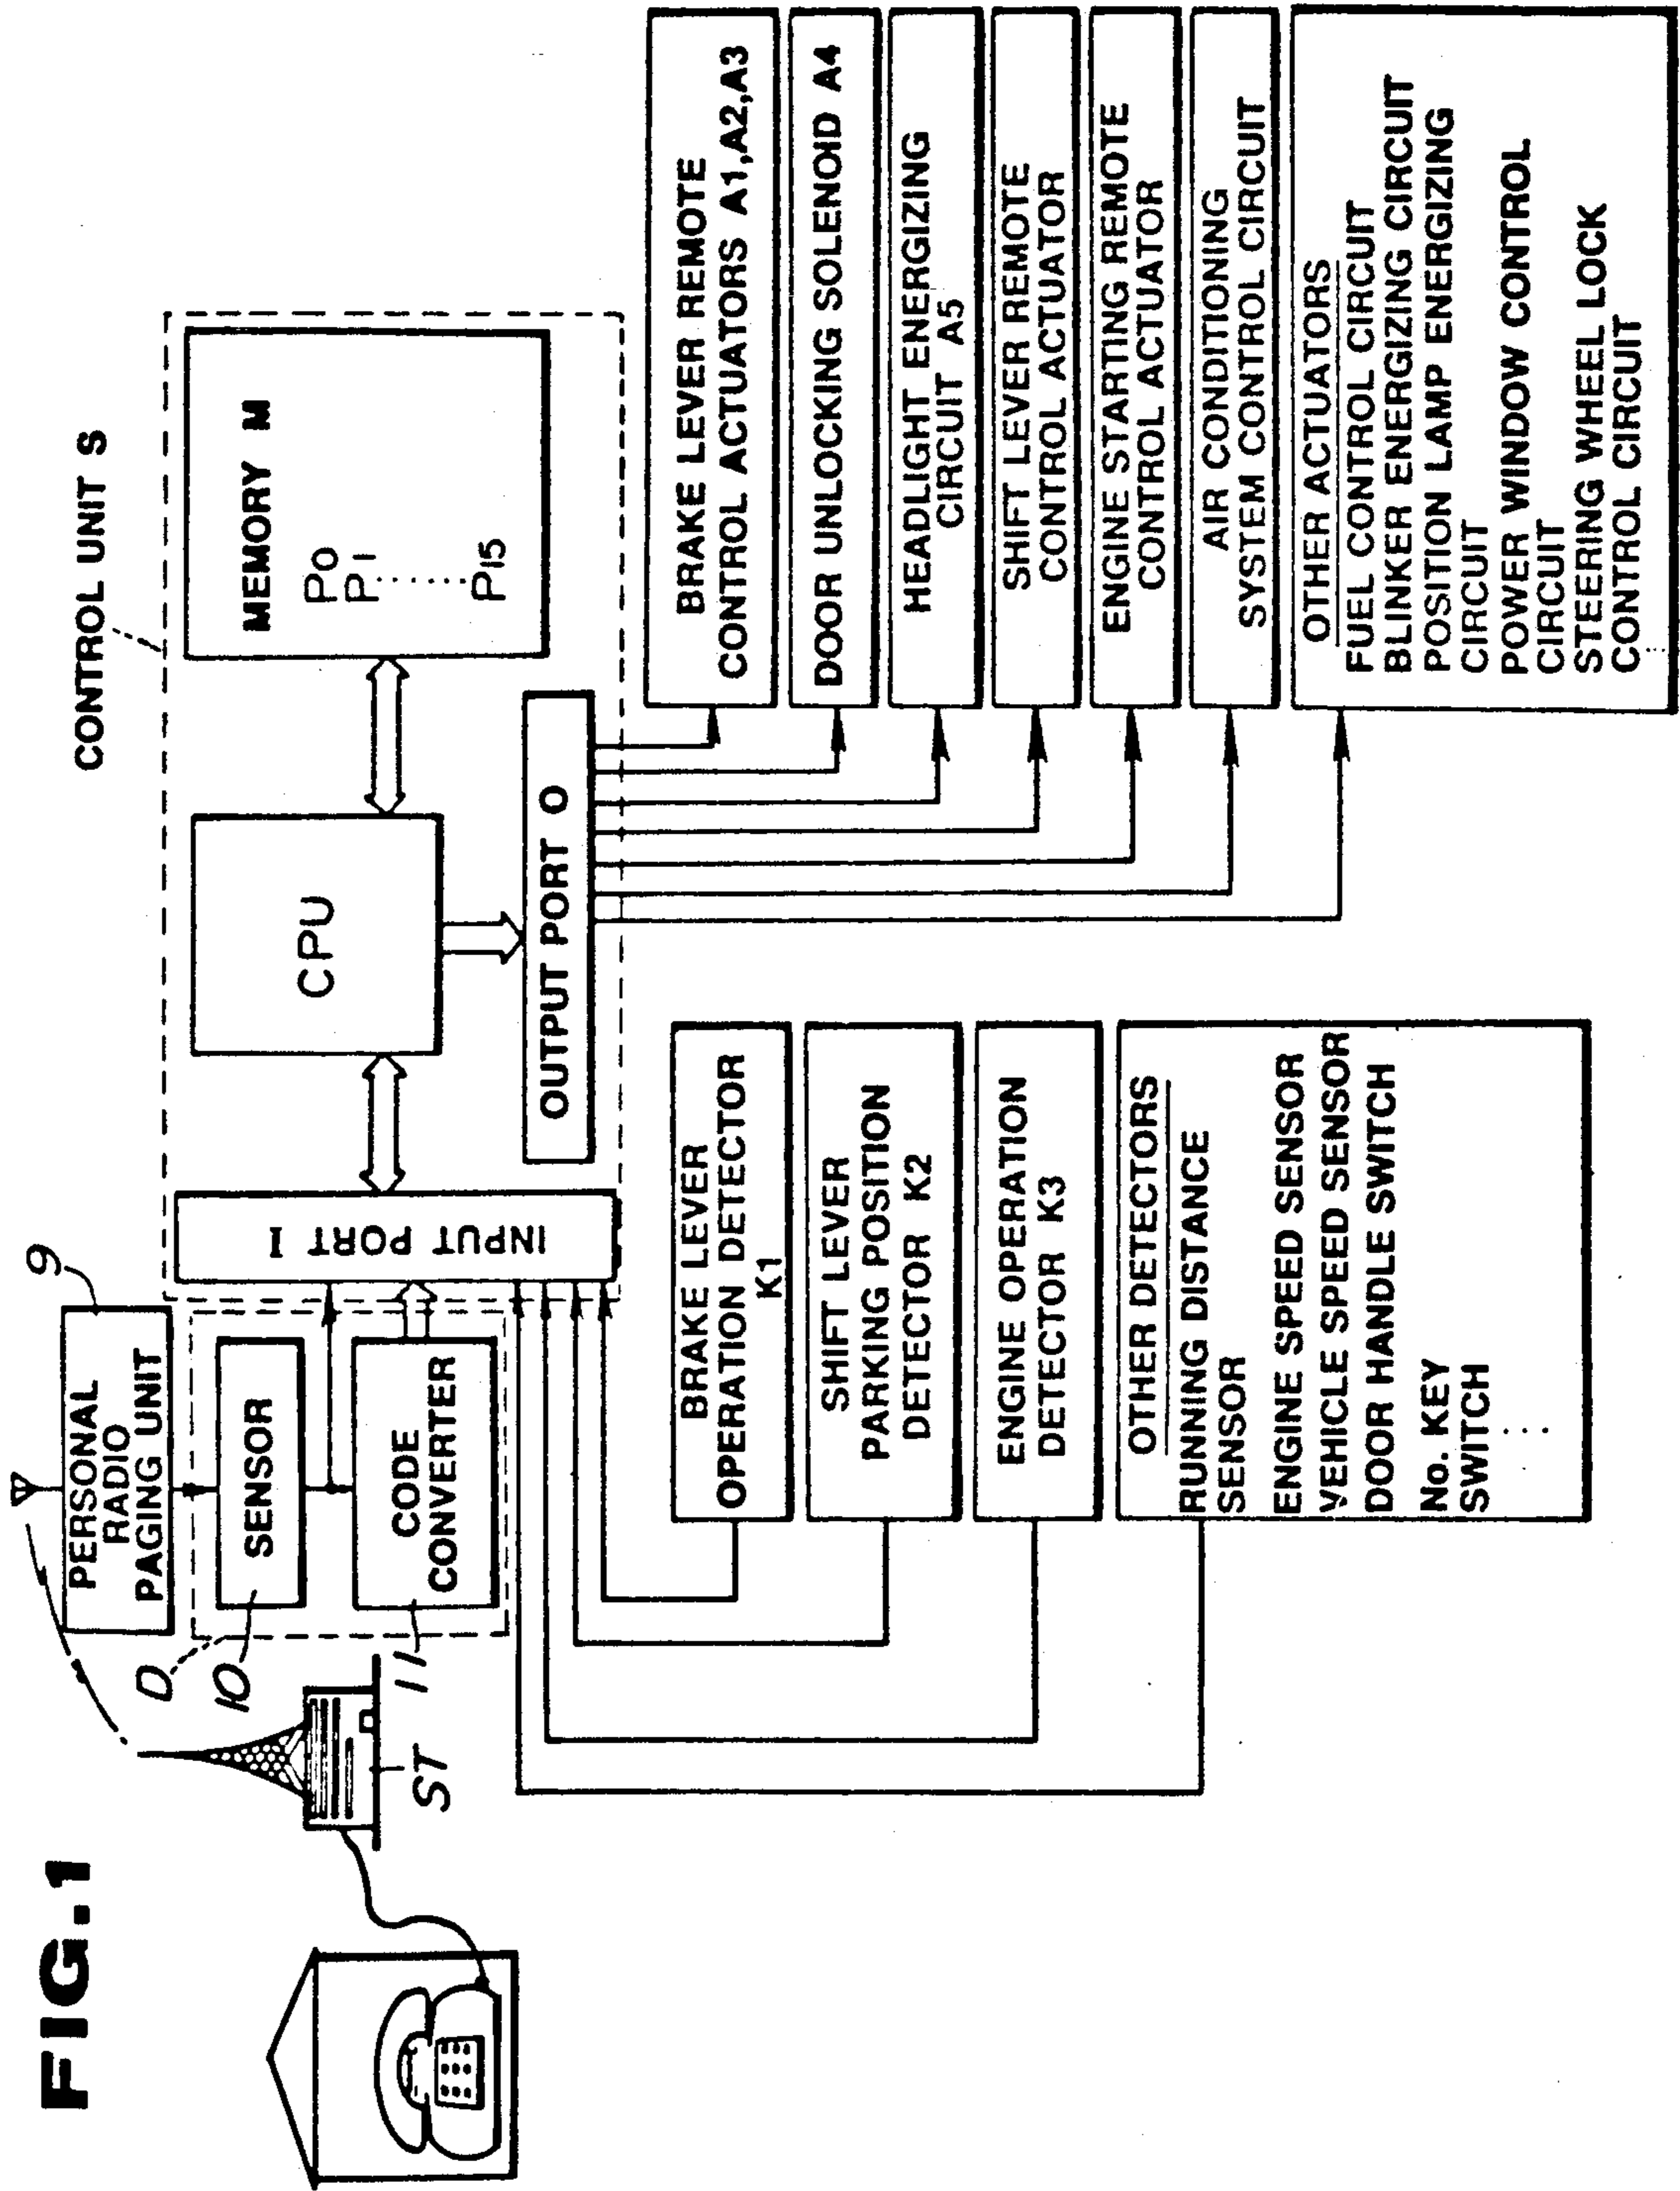 FIG.1
CONTROL UNIT S
PERSONAL
RADIO
PAGING UNIT
9
D
10
SENSOR
CODE
CONVERTER
11
ST
INPUT PORT I
CPU
MEMORY M
P0
P1
······P15
OUTPUT PORT O
BRAKE LEVER
OPERATION DETECTOR
K1
SHIFT LEVER
PARKING POSITION
DETECTOR K2
ENGINE OPERATION
DETECTOR K3
OTHER DETECTORS
RUNNING DISTANCE
SENSOR
ENGINE SPEED SENSOR
VEHICLE SPEED SENSOR
DOOR HANDLE SWITCH
No. KEY
SWITCH
...
BRAKE LEVER REMOTE
CONTROL ACTUATORS A1,A2,A3
DOOR UNLOCKING SOLENOID A4
HEADLIGHT ENERGIZING
CIRCUIT A5
SHIFT LEVER REMOTE
CONTROL ACTUATOR
ENGINE STARTING REMOTE
CONTROL ACTUATOR
AIR CONDITIONING
SYSTEM CONTROL CIRCUIT
OTHER ACTUATORS
FUEL CONTROL CIRCUIT
BLINKER ENERGIZING CIRCUIT
POSITION LAMP ENERGIZING
CIRCUIT
POWER WINDOW CONTROL
CIRCUIT
STEERING WHEEL LOCK
CONTROL CIRCUIT
...